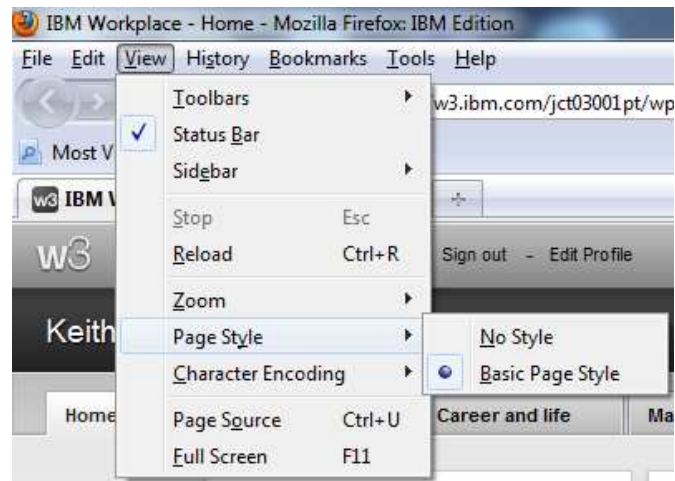 IBM Workplace - Home - Mozilla Firefox: IBM Edition
File Edit View History Bookmarks Tools Help
Toolbars
w3.ibm.com/jct03001pt/wp
Status Bar
Most V
Sidebar
w3 IBM W
Stop Esc
w3
Reload Ctrl+R
Sign out - Edit Profile
Zoom
Keith
Page Style
No Style
Character Encoding
Basic Page Style
Home
Page Source Ctrl+U
Career and life
Ma
Full Screen F11